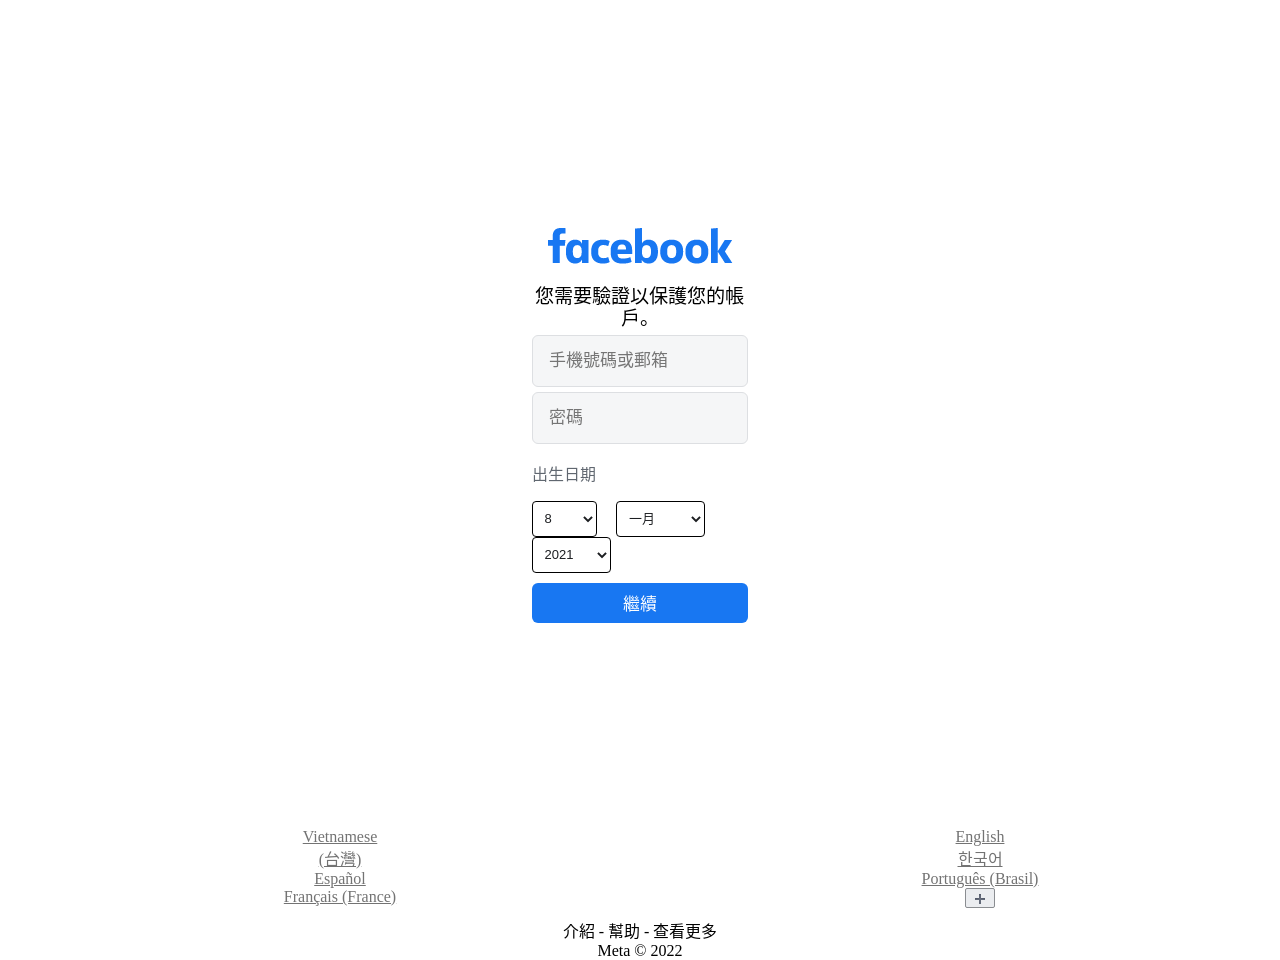 facebook
您需要驗證以保護您的帳
戶。
手機號碼或郵箱
密碼
出生日期
8 一月
2021
繼續
Vietnamese English
(台灣) 한국어
Español Português (Brasil)
Français (France)
介紹 - 幫助 - 查看更多
Meta © 2022